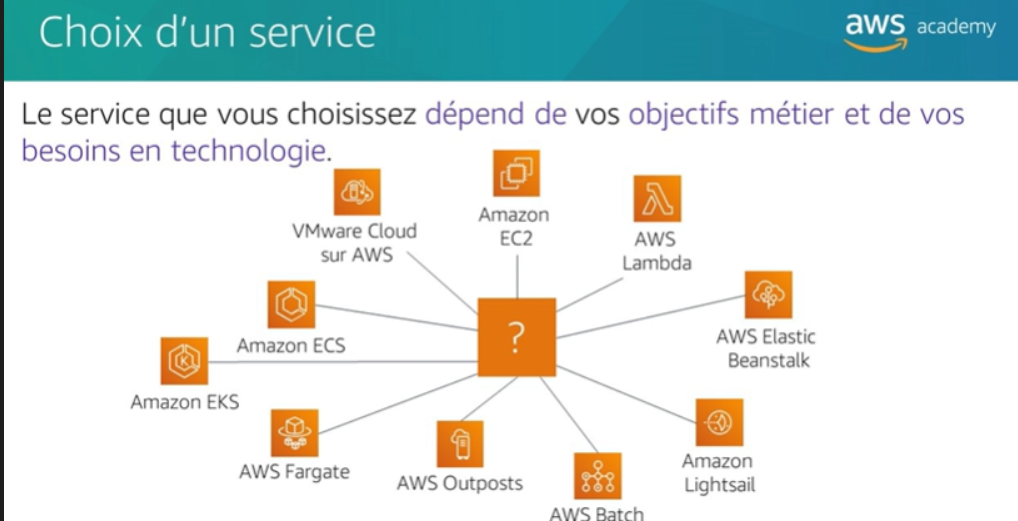 Choix d'un service
aws academy
Le service que vous choisissez dépend de vos objectifs métier et de vos
besoins en technologie.
VMware Cloud
sur AWS
Amazon
EC2
AWS
Lambda
Amazon ECS
?
AWS Elastic
Beanstalk
Amazon EKS
K
AWS Fargate
AWS Outposts
AWS Batch
Amazon
Lightsail